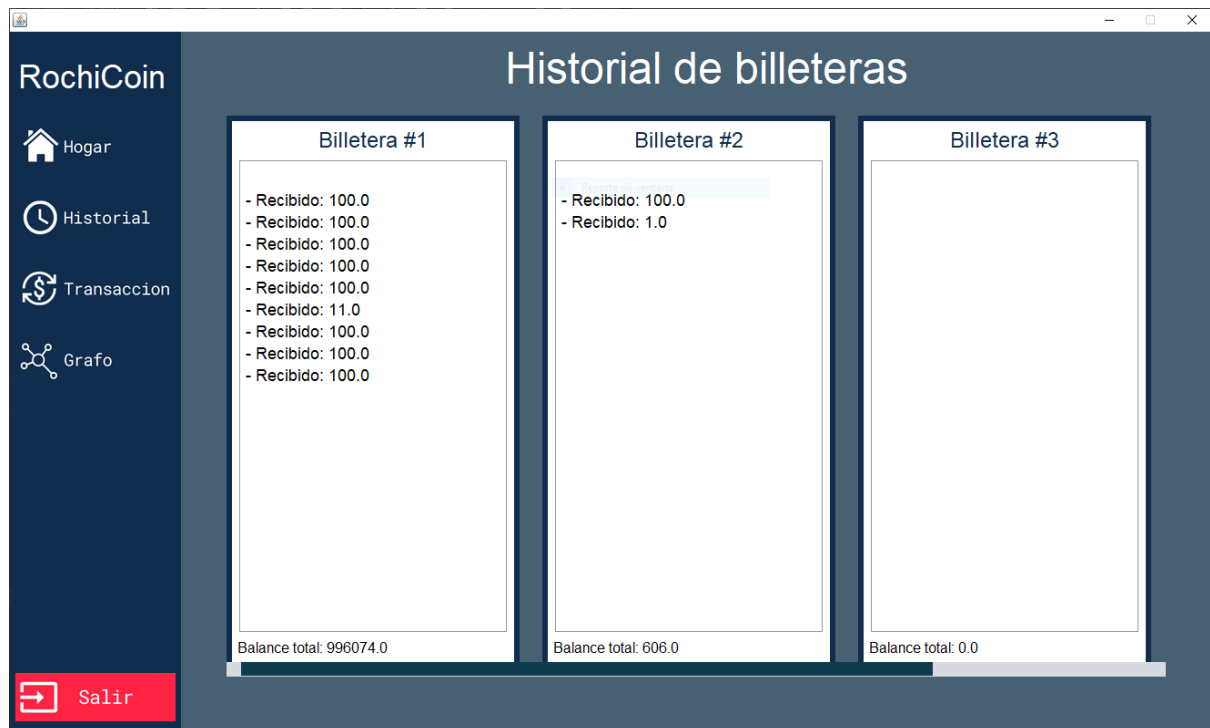 RochiCoin
Hogar
Historial
Transaccion
Grafo
Salir
Historial de billeteras
Billetera #1
- Recibido: 100.0
- Recibido: 100.0
- Recibido: 100.0
- Recibido: 100.0
- Recibido: 100.0
- Recibido: 11.0
- Recibido: 100.0
- Recibido: 100.0
- Recibido: 100.0
Balance total: 996074.0
Billetera #2
Recorte de ventana
- Recibido: 100.0
- Recibido: 1.0
Balance total: 606.0
Billetera #3
Balance total: 0.0